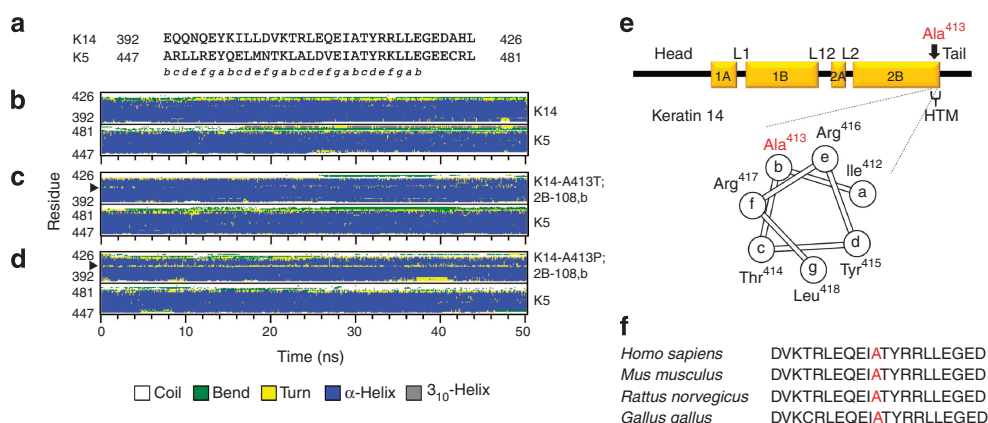 a
K14 392 EQQNQEYKILLDVKTRLEQEIATYRRLLEGEDAHL 426
K5 447 ARLLREYQELMNTKLALDVEIATYRKLLEGEECRL 481
bcdefgabcdefgabcdefgabcdefgab
b
426
392
481
447
K14
K5
c
426
392
481
447
K14-A413T;
2B-108,b
K5
d
426
392
481
447
K14-A413P;
2B-108,b
K5
Residue
0 10 20 30 40 50
Time (ns)
Coil Bend Turn α-Helix 3₁₀-Helix
e
Ala⁴¹³
Head L1 L12 L2 Tail
1A 1B 2A 2B
Keratin 14 HTM
Ala⁴¹³ Arg⁴¹⁶
Ile⁴¹²
b e
Arg⁴¹⁷ f a
c d
Thr⁴¹⁴ g Tyr⁴¹⁵
Leu⁴¹⁸
f
Homo sapiens DVKTRLEQEIATYRRLLEGED
Mus musculus DVKTRLEQEIATYRRLLEGED
Rattus norvegicus DVKTRLEQEIATYRRLLEGED
Gallus gallus DVKCRLEQEIATYRRLLEGED